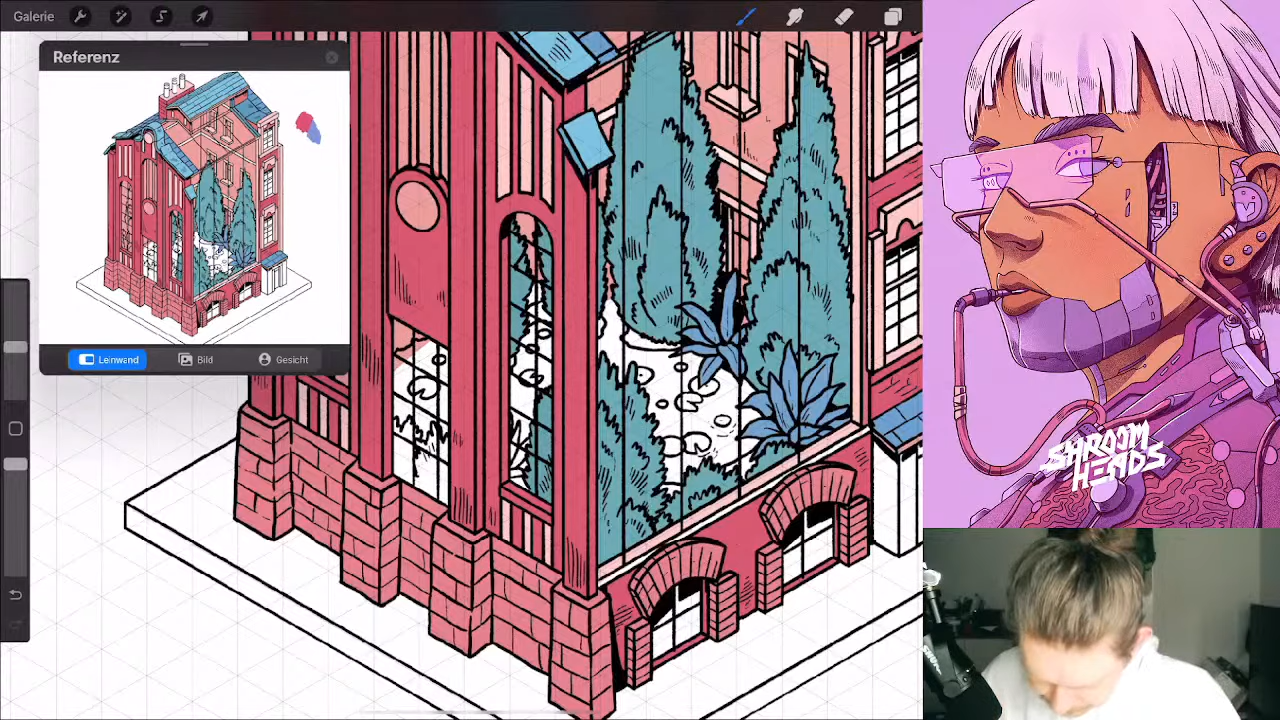 Galerie
Referenz
Leinwand
Bild
Gesicht
SHROOM
HEADS